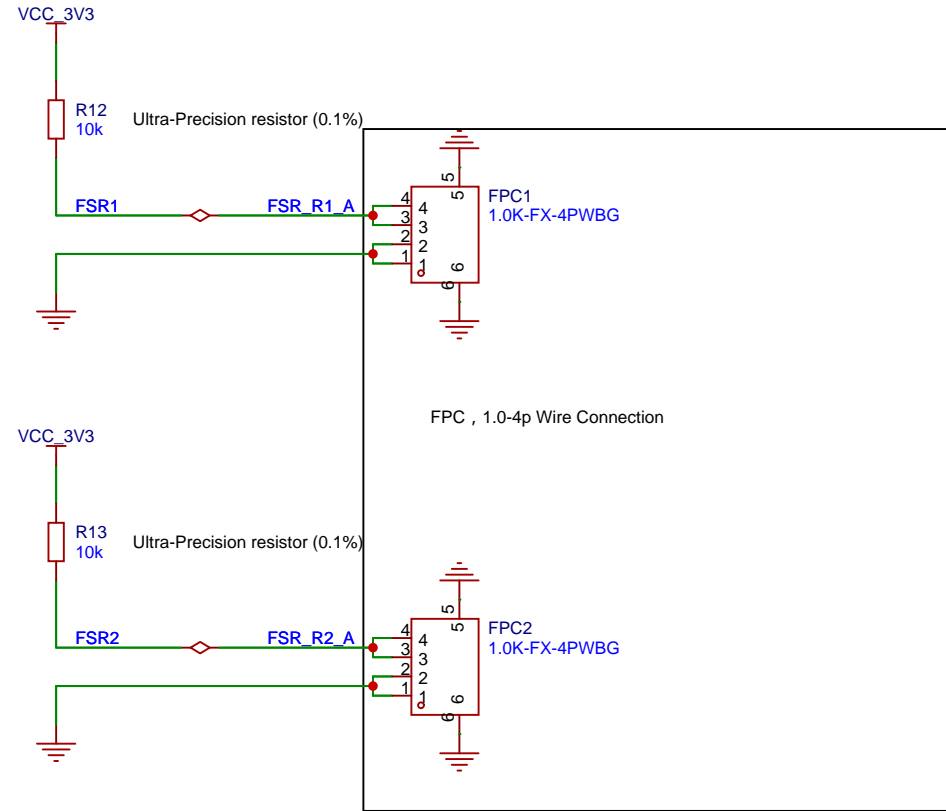 VCC_3V3
R12
10k
Ultra-Precision resistor (0.1%)
FSR1
FSR_R1_A
5
5
4
4
3
3
2
2
1
1
6
6
FPC1
1.0K-FX-4PWBG
FPC , 1.0-4p Wire Connection
VCC_3V3
R13
10k
Ultra-Precision resistor (0.1%)
FSR2
FSR_R2_A
5
5
4
4
3
3
2
2
1
1
6
6
FPC2
1.0K-FX-4PWBG